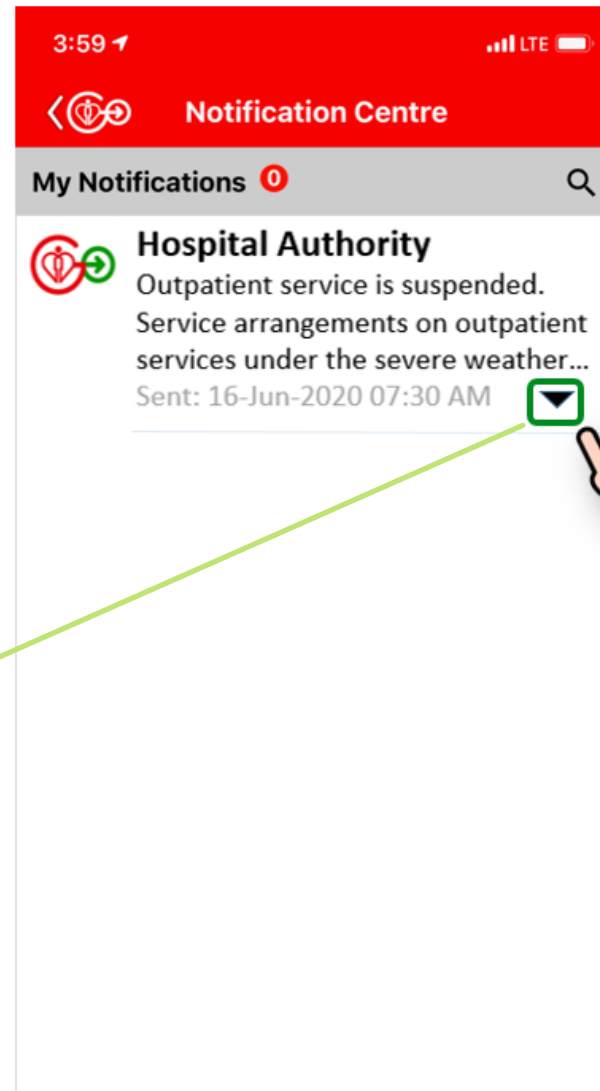 3:59 LTE
Notification Centre
My Notifications 0
Hospital Authority
Outpatient service is suspended.
Service arrangements on outpatient
services under the severe weather...
Sent: 16-Jun-2020 07:30 AM